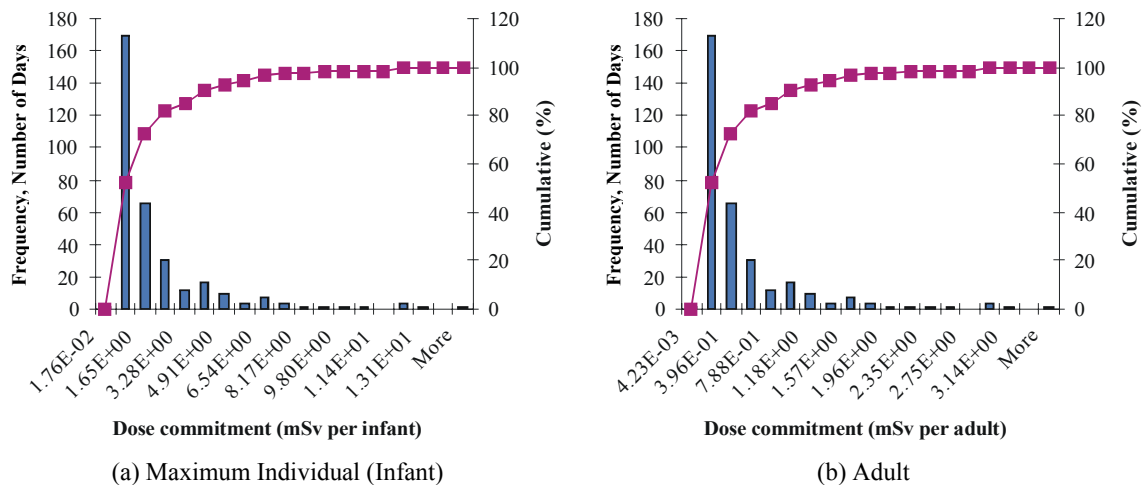 180
160
140
120
100
80
60
40
20
0
Frequency, Number of Days
120
100
80
60
40
20
0
Cumulative (%)
1.76E-02
1.65E+00
3.28E+00
4.91E+00
6.54E+00
8.17E+00
9.80E+00
1.14E+01
1.31E+01
More
Dose commitment (mSv per infant)
(a) Maximum Individual (Infant)
180
160
140
120
100
80
60
40
20
0
Frequency, Number of Days
120
100
80
60
40
20
0
Cumulative (%)
4.23E-03
3.96E-01
7.88E-01
1.18E+00
1.57E+00
1.96E+00
2.35E+00
2.75E+00
3.14E+00
More
Dose commitment (mSv per adult)
(b) Adult